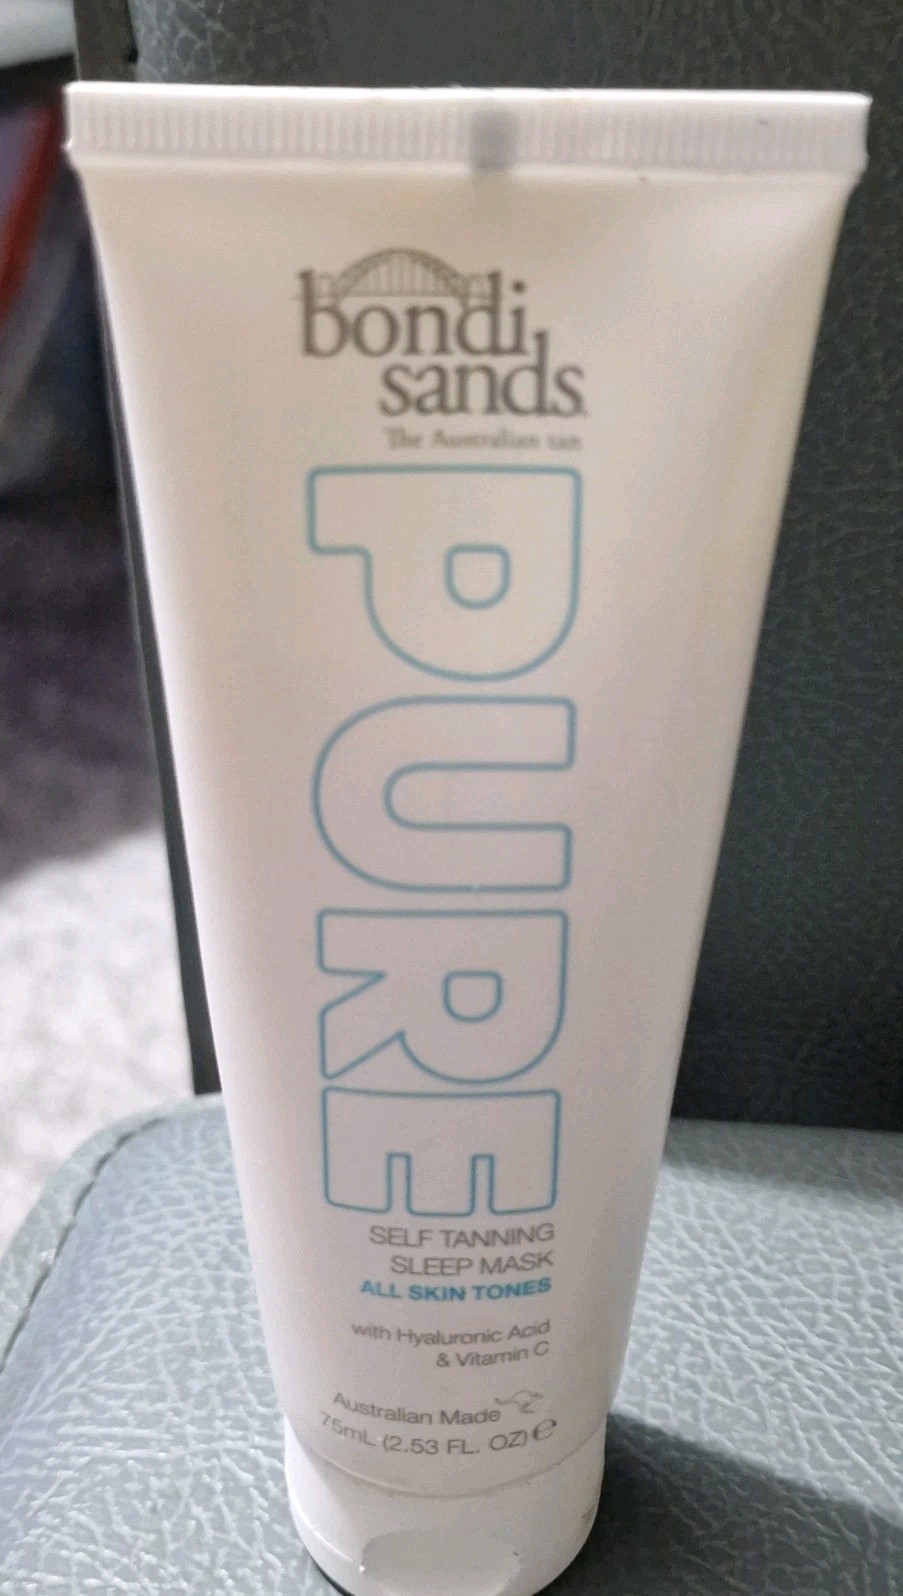 bondi
sands
The Australian tan
PURE
SELF TANNING
SLEEP MASK
ALL SKIN TONES
with Hyaluronic Acid
& Vitamin C
Australian Made
75mL (2.53 FL. OZ) ℮